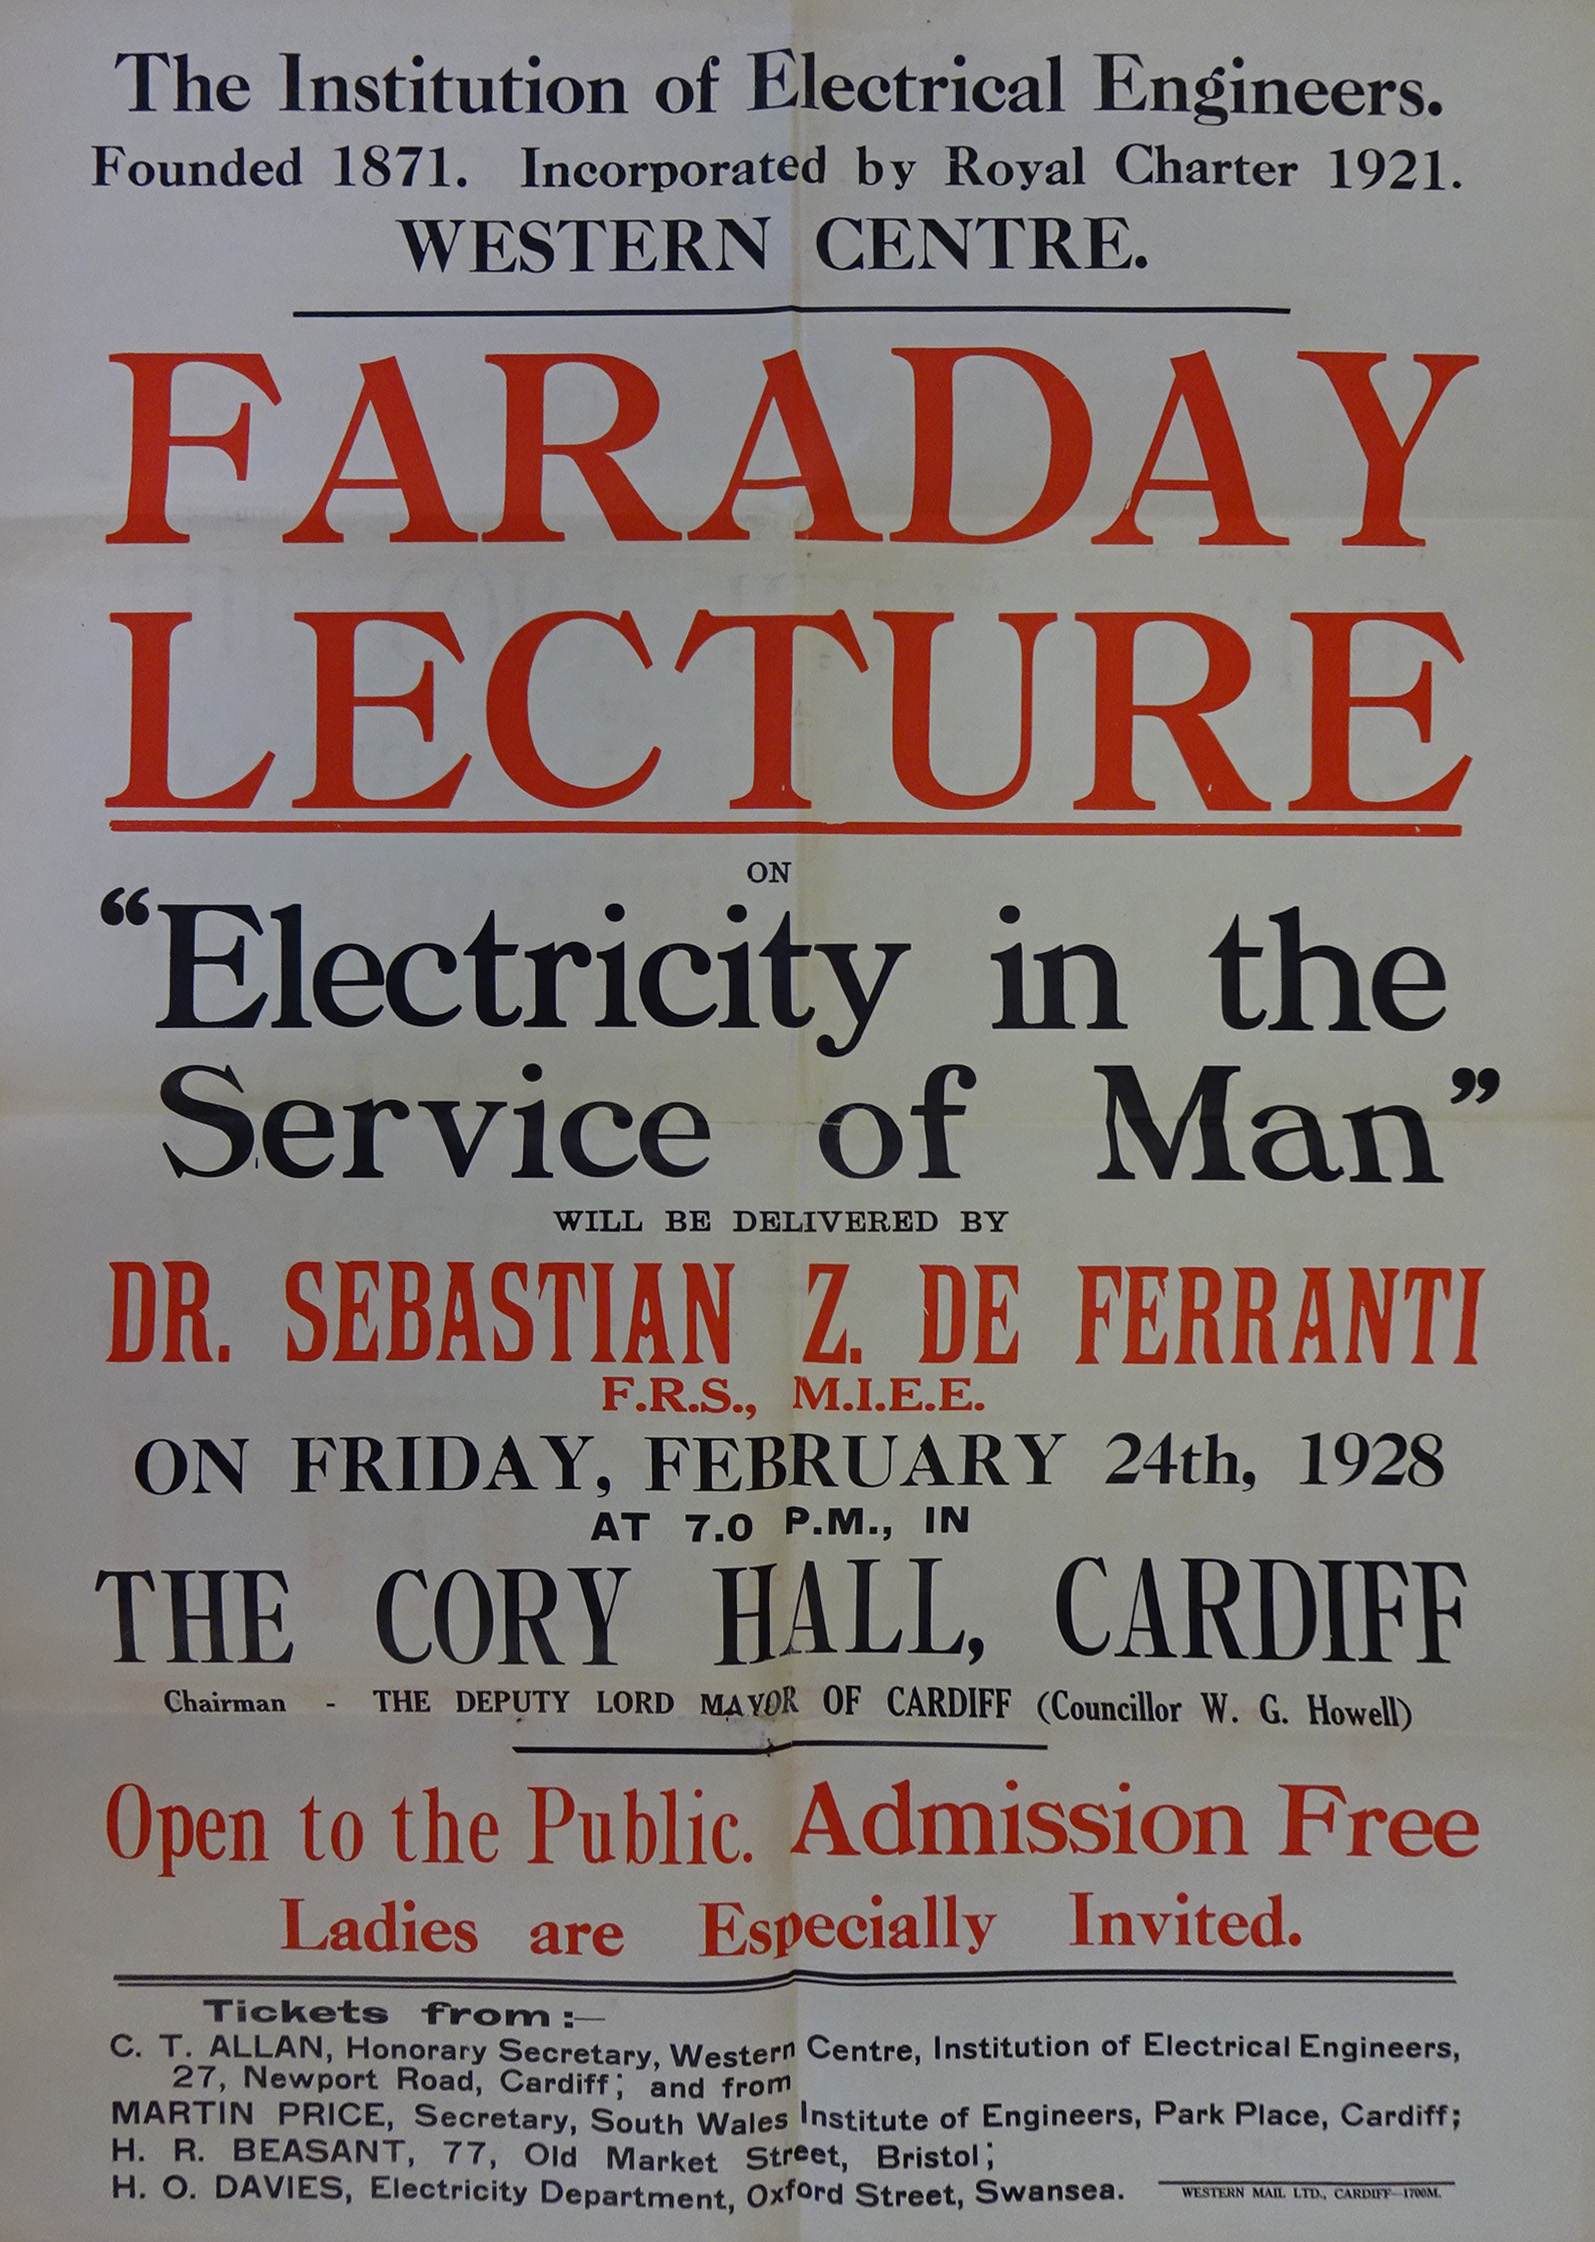 The Institution of Electrical Engineers.
Founded 1871. Incorporated by Royal Charter 1921.
WESTERN CENTRE.
FARADAY
LECTURE
ON
“Electricity in the
Service of Man”
WILL BE DELIVERED BY
DR. SEBASTIAN Z. DE FERRANTI
F.R.S., M.I.E.E.
ON FRIDAY, FEBRUARY 24th, 1928
AT 7.0 P.M., IN
THE CORY HALL, CARDIFF
Chairman - THE DEPUTY LORD MAYOR OF CARDIFF (Councillor W. G. Howell)
Open to the Public. Admission Free
Ladies are Especially Invited.
Tickets from :—
C. T. ALLAN, Honorary Secretary, Western Centre, Institution of Electrical Engineers,
27, Newport Road, Cardiff; and from
MARTIN PRICE, Secretary, South Wales Institute of Engineers, Park Place, Cardiff;
H. R. BEASANT, 77, Old Market Street, Bristol;
H. O. DAVIES, Electricity Department, Oxford Street, Swansea.
WESTERN MAIL LTD., CARDIFF—1700M.